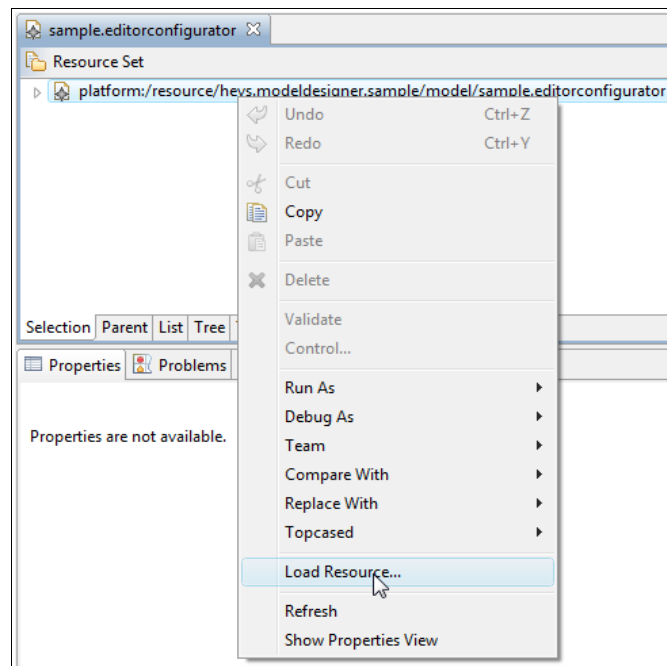 sample.editorconfigurator
Resource Set
platform:/resource/hevs.modeldesigner.sample/model/sample.editorconfigurator
Undo Ctrl+Z
Redo Ctrl+Y
Cut
Copy
Paste
Delete
Validate
Control...
Run As
Debug As
Team
Compare With
Replace With
Topcased
Load Resource...
Refresh
Show Properties View
Selection Parent List Tree
Properties Problems
Properties are not available.